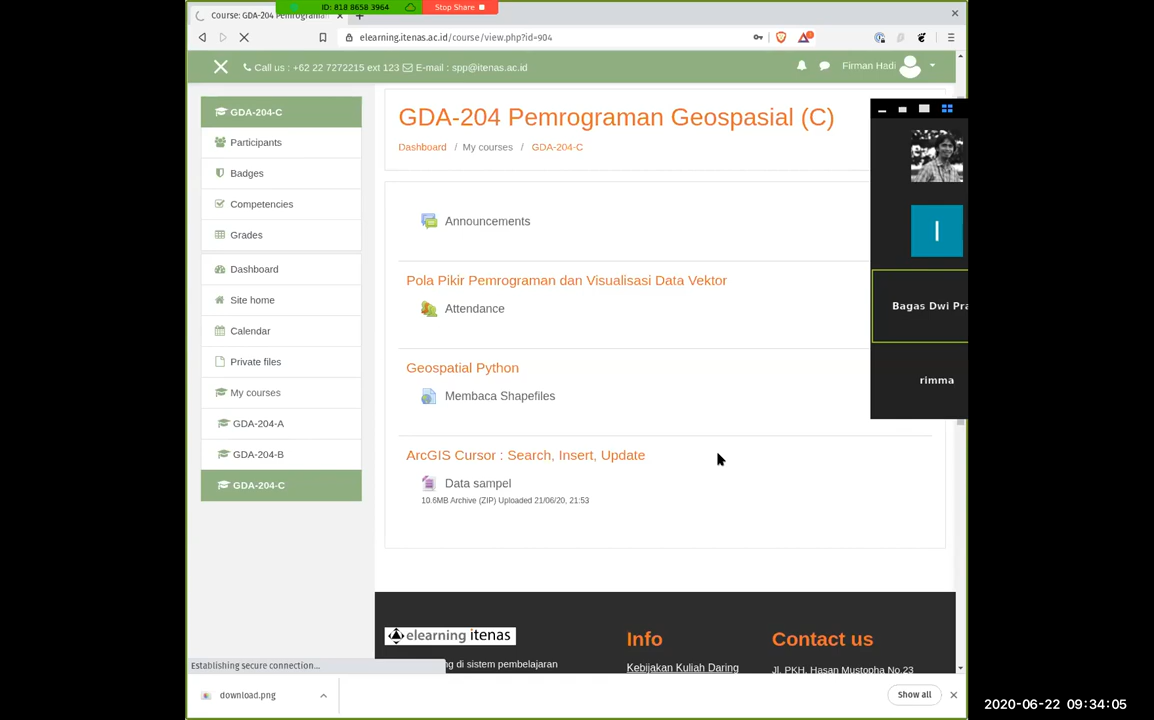 Course: GDA-204 Pemrograman
ID: 818 8658 3964
Stop Share
elearning.itenas.ac.id/course/view.php?id=904
Call us : +62 22 7272215 ext 123 E-mail : spp@itenas.ac.id
Firman Hadi
GDA-204-C
Participants
Badges
Competencies
Grades
Dashboard
Site home
Calendar
Private files
My courses
GDA-204-A
GDA-204-B
GDA-204-C
GDA-204 Pemrograman Geospasial (C)
Dashboard / My courses / GDA-204-C
Announcements
Pola Pikir Pemrograman dan Visualisasi Data Vektor
Attendance
Geospatial Python
Membaca Shapefiles
ArcGIS Cursor : Search, Insert, Update
Data sampel
10.6MB Archive (ZIP) Uploaded 21/06/20, 21:53
I
Bagas Dwi Pra
rimma
elearning itenas
di sistem pembelajaran
Info
Kebijakan Kuliah Daring
Contact us
Jl. PKH. Hasan Mustopha No 23
Establishing secure connection...
download.png
Show all
2020-06-22 09:34:05